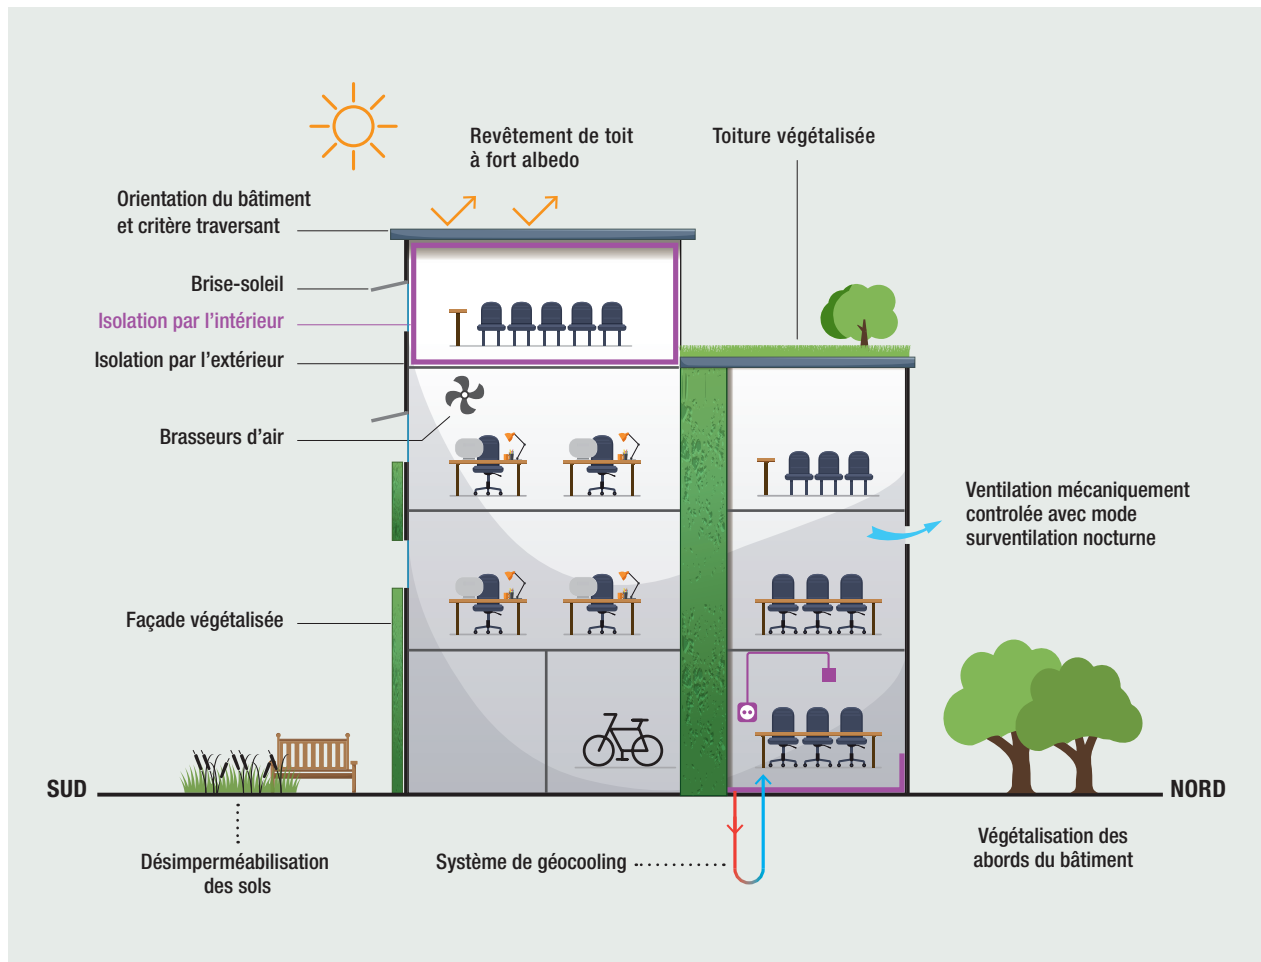 Revêtement de toit
à fort albedo
Toiture végétalisée
Orientation du bâtiment
et critère traversant
Brise-soleil
Isolation par l'intérieur
Isolation par l'extérieur
Brasseurs d'air
Ventilation mécaniquement
controlée avec mode
surventilation nocturne
Façade végétalisée
SUD
NORD
Désimperméabilisation
des sols
Système de géocooling
Végétalisation des
abords du bâtiment